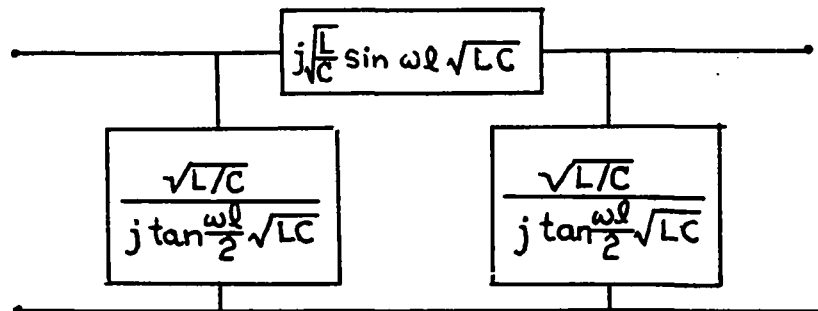 j√(L/C) sin ωℓ √LC
√L/C
j tan ωℓ/2 √LC
√L/C
j tan ωℓ/2 √LC